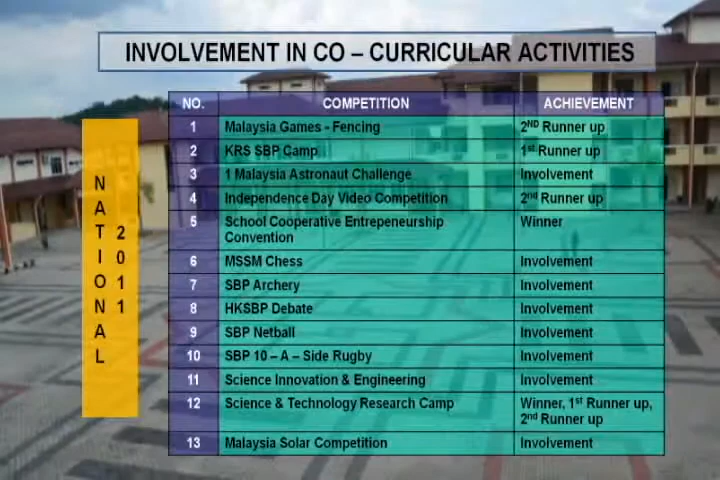 INVOLVEMENT IN CO – CURRICULAR ACTIVITIES
NATIONAL
2011
NO. COMPETITION ACHIEVEMENT
1 Malaysia Games - Fencing 2ND Runner up
2 KRS SBP Camp 1st Runner up
3 1 Malaysia Astronaut Challenge Involvement
4 Independence Day Video Competition 2nd Runner up
5 School Cooperative Entrepeneurship Winner
Convention
6 MSSM Chess Involvement
7 SBP Archery Involvement
8 HKSBP Debate Involvement
9 SBP Netball Involvement
10 SBP 10 – A – Side Rugby Involvement
11 Science Innovation & Engineering Involvement
12 Science & Technology Research Camp Winner, 1st Runner up,
2nd Runner up
13 Malaysia Solar Competition Involvement